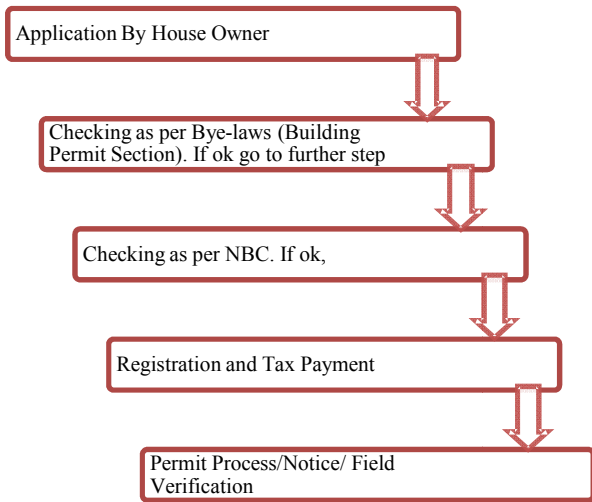 Application By House Owner
Checking as per Bye-laws (Building
Permit Section). If ok go to further step
Checking as per NBC. If ok,
Registration and Tax Payment
Permit Process/Notice/ Field
Verification